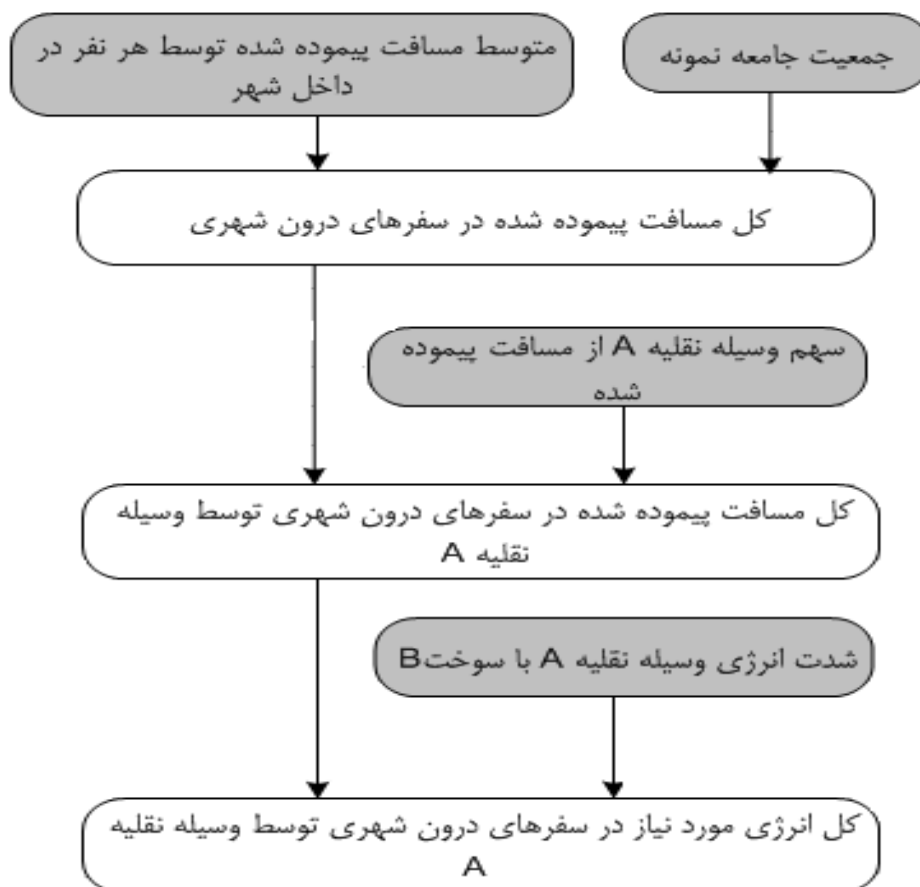 جمعیت جامعه نمونه
متوسط مسافت پیموده شده توسط هر نفر در
داخل شهر
کل مسافت پیموده شده در سفرهای درون شهری
سهم وسیله نقلیه A از مسافت پیموده
شده
کل مسافت پیموده شده در سفرهای درون شهری توسط وسیله
نقلیه A
شدت انرژی وسیله نقلیه A با سوختB
کل انرژی مورد نیاز در سفرهای درون شهری توسط وسیله نقلیه
A